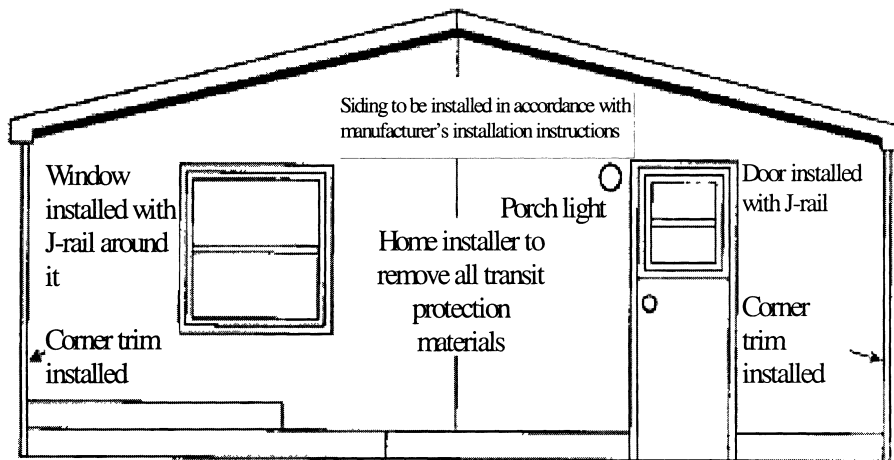 Siding to be installed in accordance with
manufacturer's installation instructions
Window
installed with
J-rail around
it
Door installed
with J-rail
Porch light
Home installer to
remove all transit
protection
materials
Corner trim
installed
Corner
trim
installed